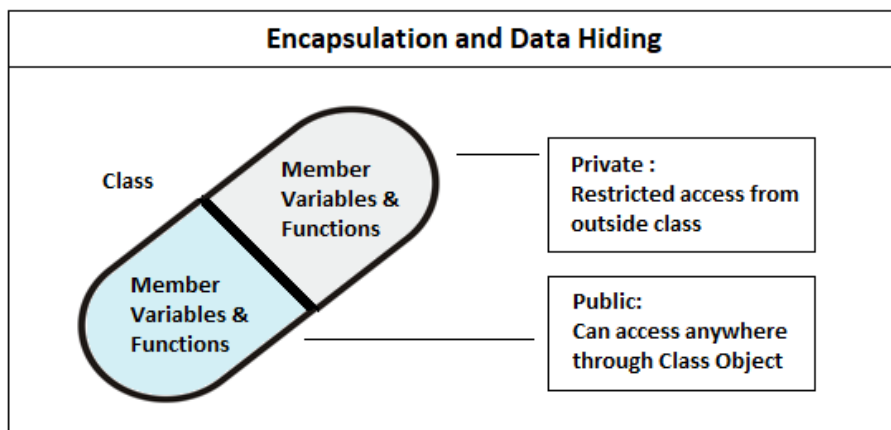 Encapsulation and Data Hiding
Class
Member
Variables &
Functions
Private :
Restricted access from
outside class
Member
Variables &
Functions
Public:
Can access anywhere
through Class Object